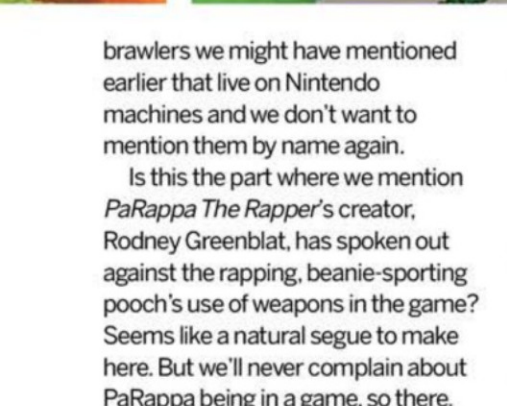 brawlers we might have mentioned
earlier that live on Nintendo
machines and we don't want to
mention them by name again.
Is this the part where we mention
PaRappa The Rapper's creator,
Rodney Greenblat, has spoken out
against the rapping, beanie-sporting
pooch's use of weapons in the game?
Seems like a natural segue to make
here. But we'll never complain about
PaRappa being in a game, so there.